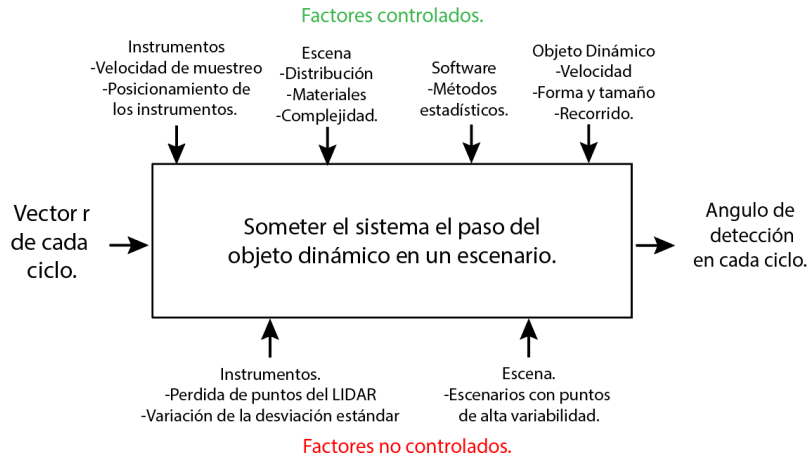 Factores controlados.
Instrumentos
-Velocidad de muestreo
-Posicionamiento de
los instrumentos.
Escena
-Distribución
-Materiales
-Complejidad.
Software
-Métodos
estadísticos.
Objeto Dinámico
-Velocidad
-Forma y tamaño
-Recorrido.
Vector r
de cada
ciclo.
Someter el sistema el paso del
objeto dinámico en un escenario.
Angulo de
detección
en cada ciclo.
Instrumentos.
-Perdida de puntos del LIDAR
-Variación de la desviación estándar
Escena.
-Escenarios con puntos
de alta variabilidad.
Factores no controlados.